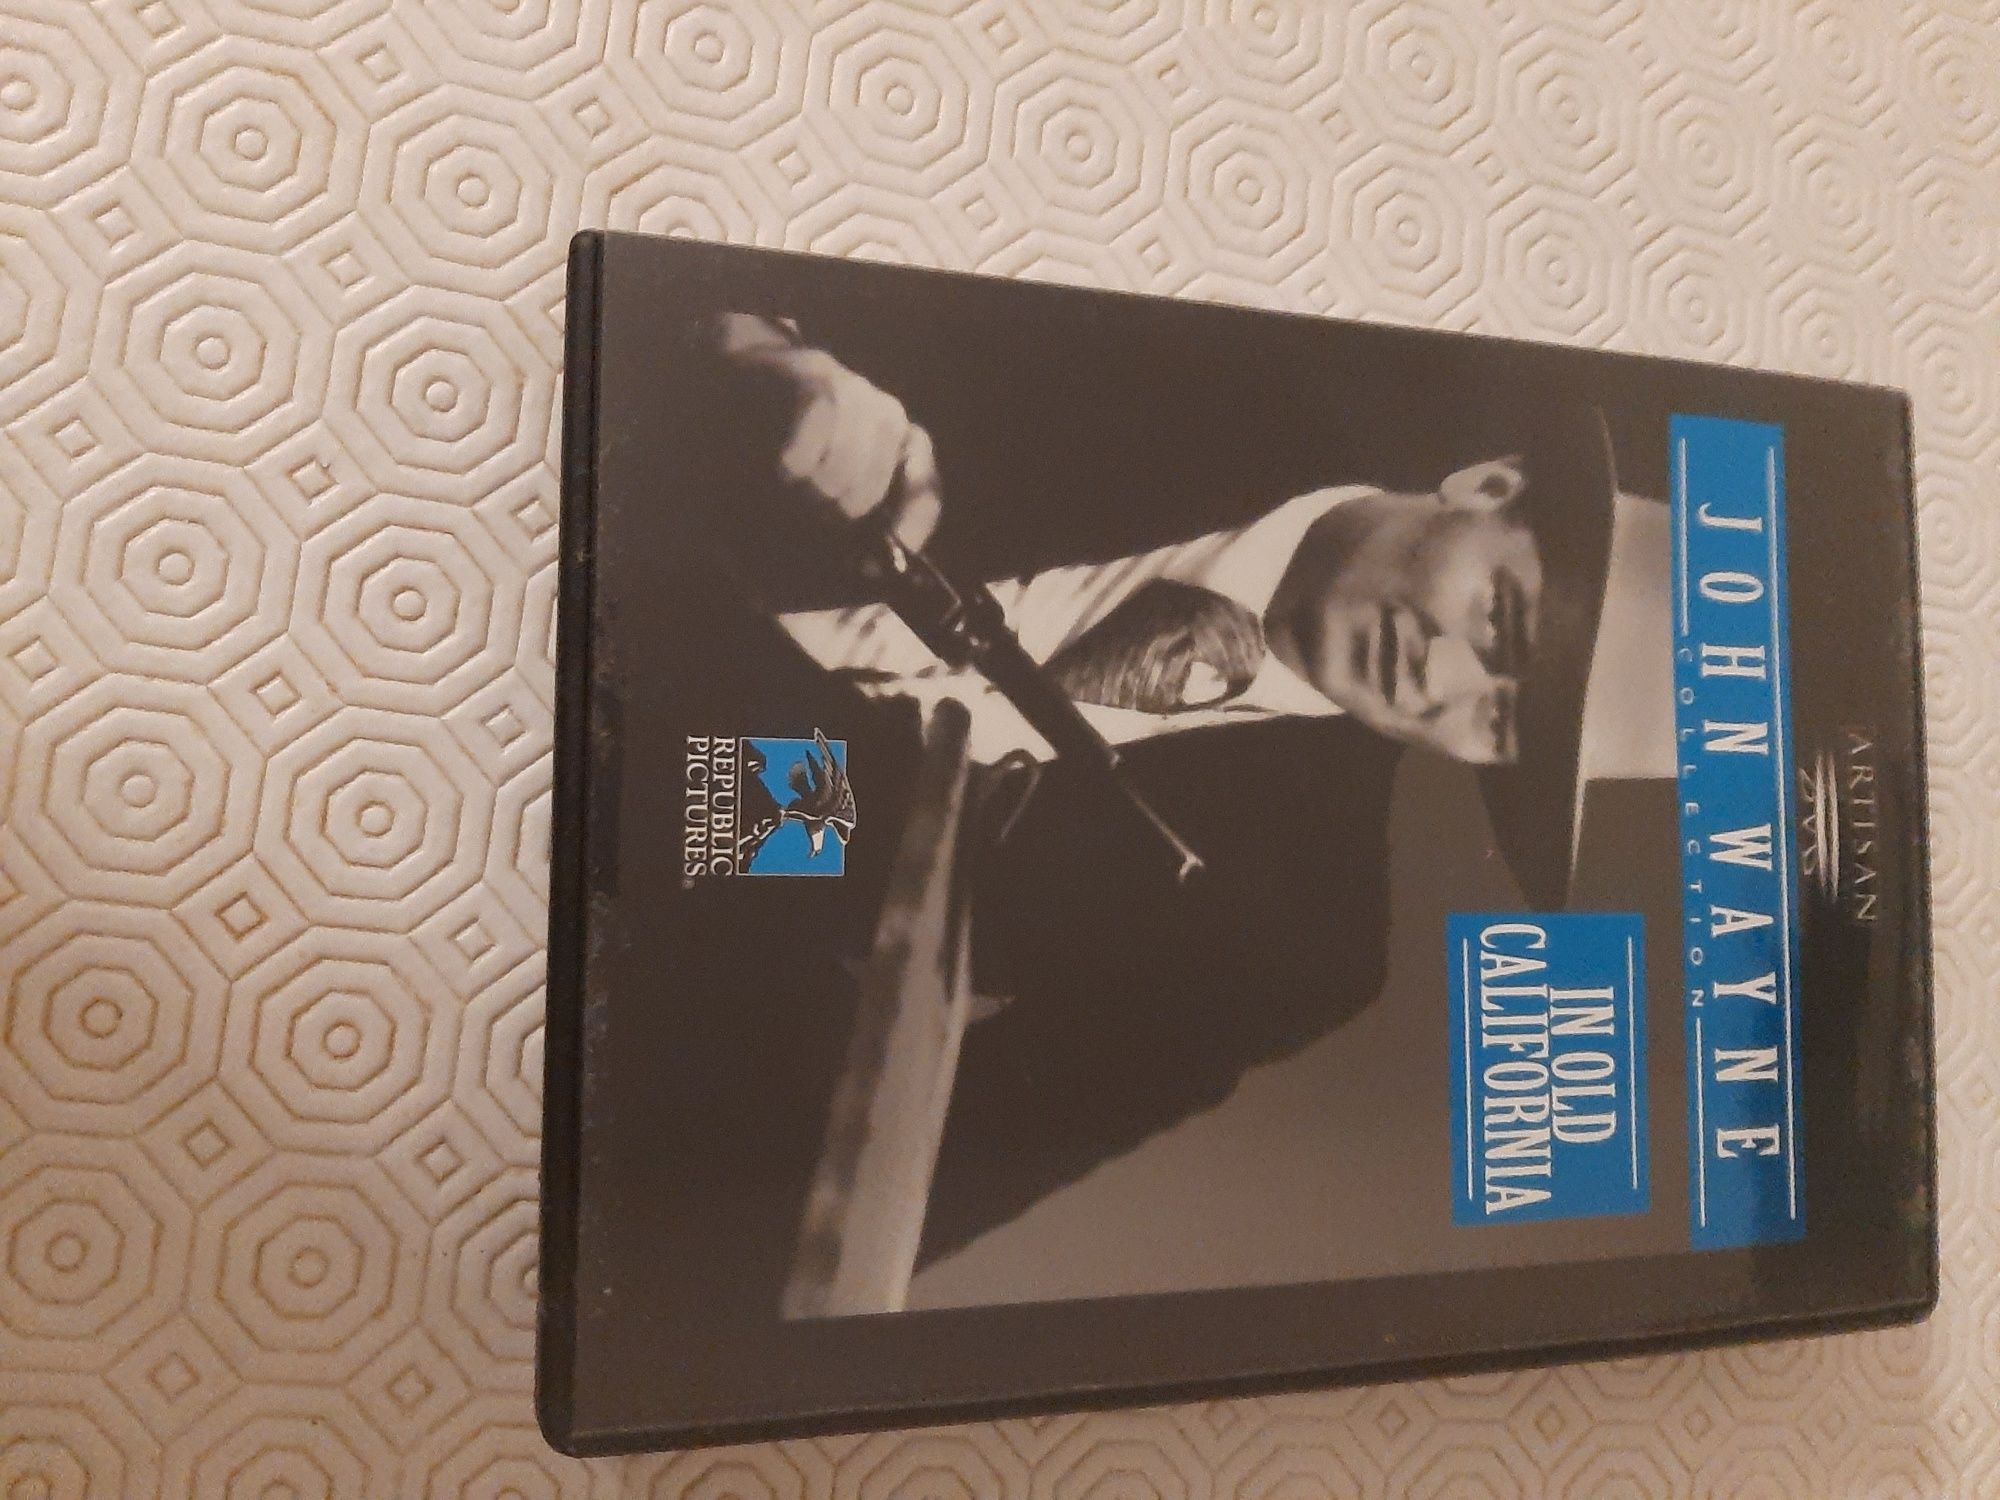 ARTISAN
JOHN WAYNE
COLLECTION
IN OLD
CALIFORNIA
REPUBLIC
PICTURES®